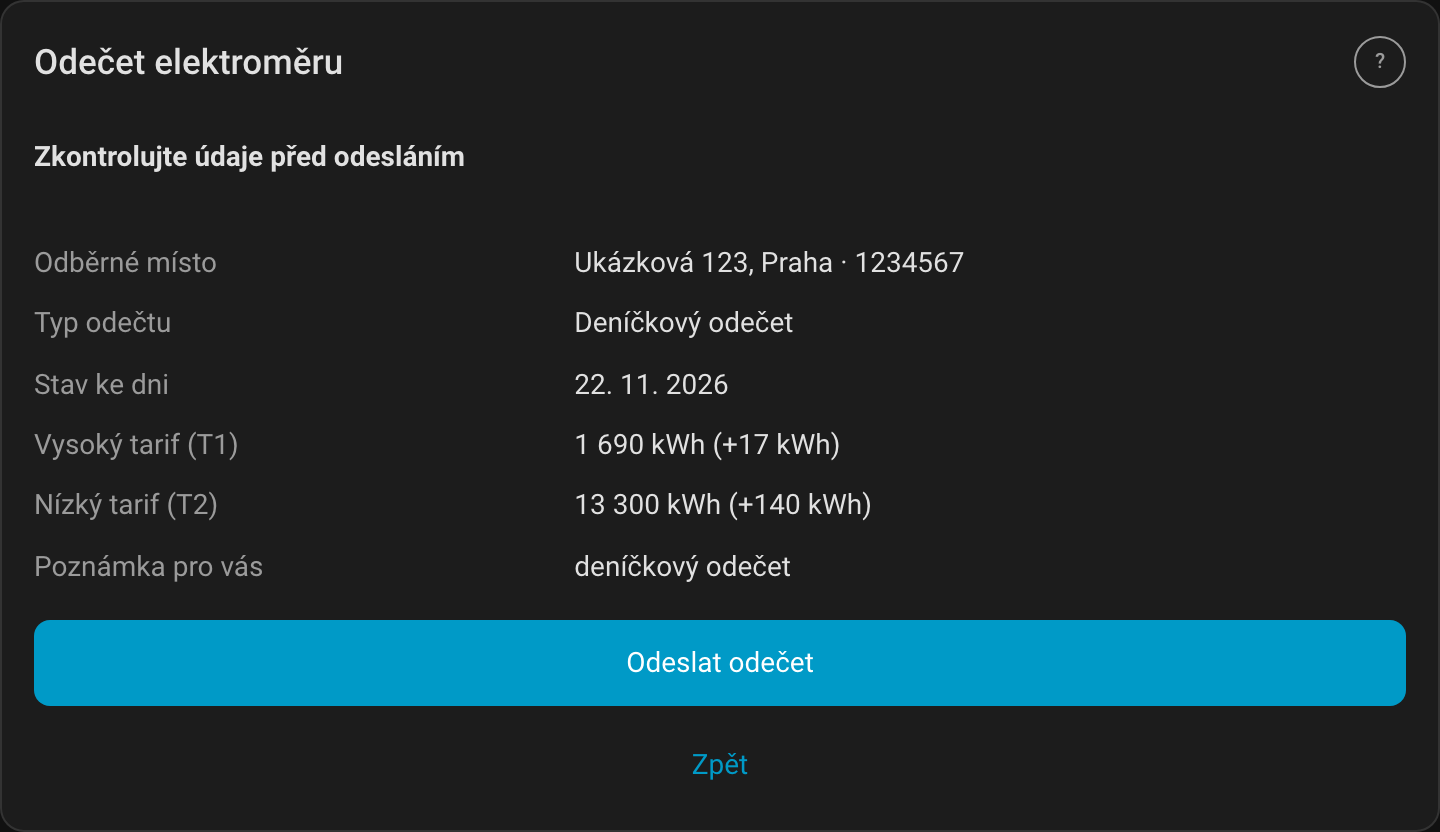 Odečet elektroměru
?
Zkontrolujte údaje před odesláním
Odběrné místo Ukázková 123, Praha · 1234567
Typ odečtu Deníčkový odečet
Stav ke dni 22. 11. 2026
Vysoký tarif (T1) 1 690 kWh (+17 kWh)
Nízký tarif (T2) 13 300 kWh (+140 kWh)
Poznámka pro vás deníčkový odečet
Odeslat odečet
Zpět